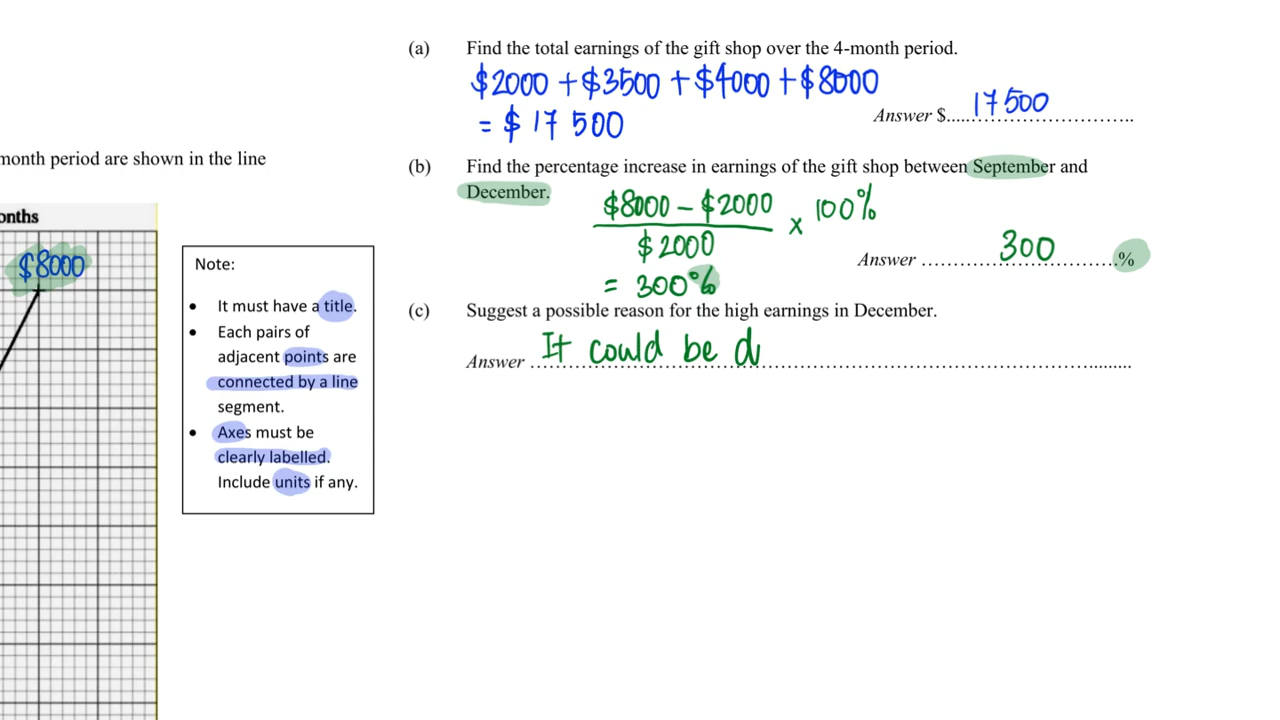 month period are shown in the line
onths
$8000
Note:
• It must have a title.
• Each pairs of
adjacent points are
connected by a line
segment.
• Axes must be
clearly labelled.
Include units if any.
(a) Find the total earnings of the gift shop over the 4-month period.
$2000 + $3500 + $4000 + $8000
= $ 17 500
Answer $................................. 17 500
(b) Find the percentage increase in earnings of the gift shop between September and
December.
$8000 - $2000
$2000
× 100%
= 300%
Answer ................................. 300 %
(c) Suggest a possible reason for the high earnings in December.
Answer It could be du